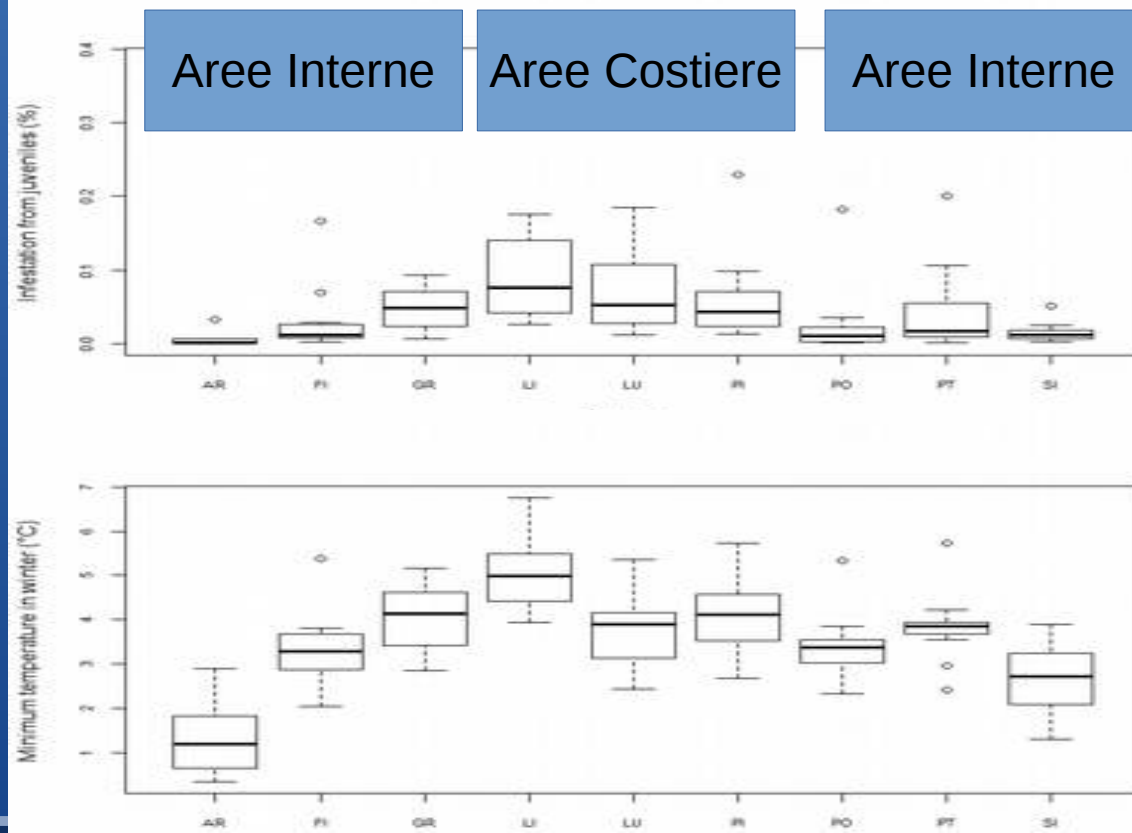 Aree Interne Aree Costiere Aree Interne
Infestation from juveniles (%)
0.4
0.3
0.2
0.1
0.0
AR FI GR LI LU PI PO PT SI
Minimum temperature in winter (°C)
7
6
5
4
3
2
1
AR FI GR LI LU PI PO PT SI